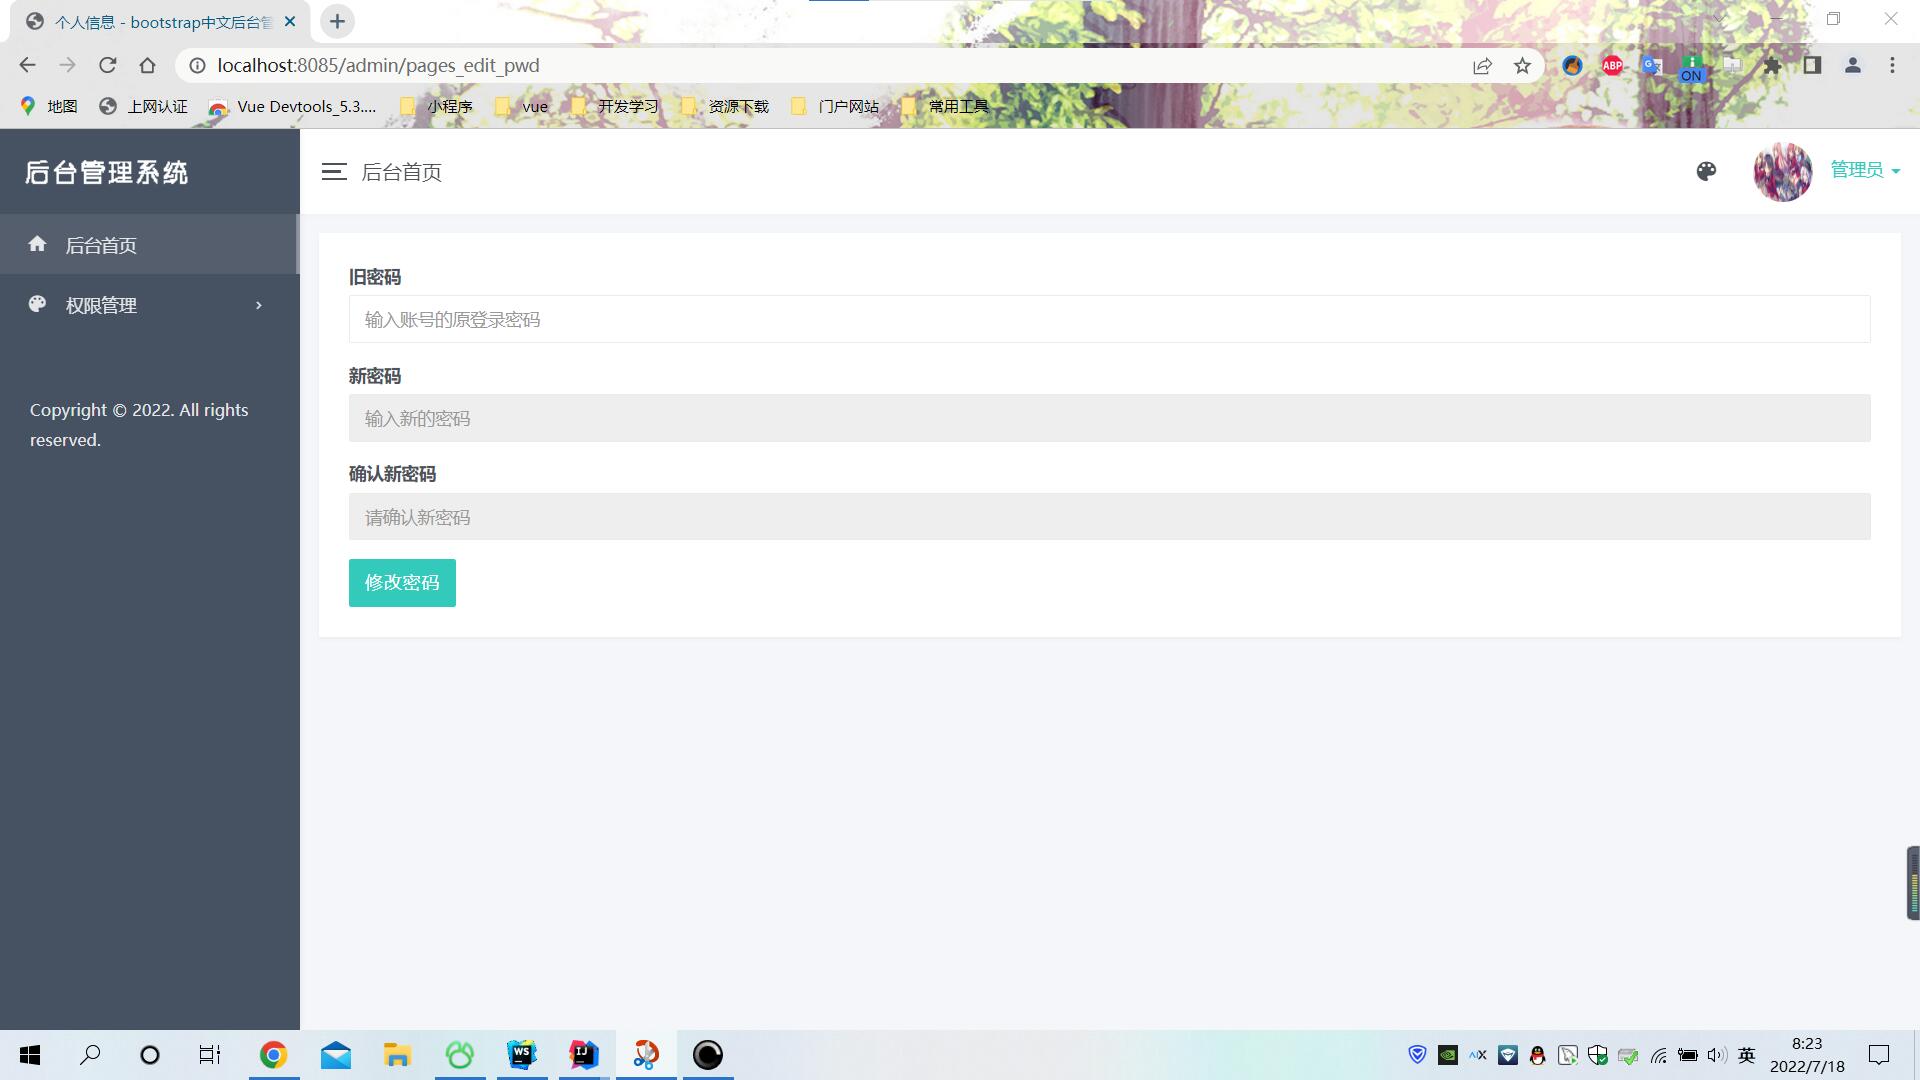 个人信息 - bootstrap中文后台管
localhost:8085/admin/pages_edit_pwd
ABP
ON
地图
上网认证
Vue Devtools_5.3....
小程序
vue
开发学习
资源下载
门户网站
常用工具
后台管理系统
后台首页
管理员
后台首页
权限管理
Copyright © 2022. All rights
reserved.
旧密码
输入账号的原登录密码
新密码
输入新的密码
确认新密码
请确认新密码
修改密码
WS
IJ
英
8:23
2022/7/18